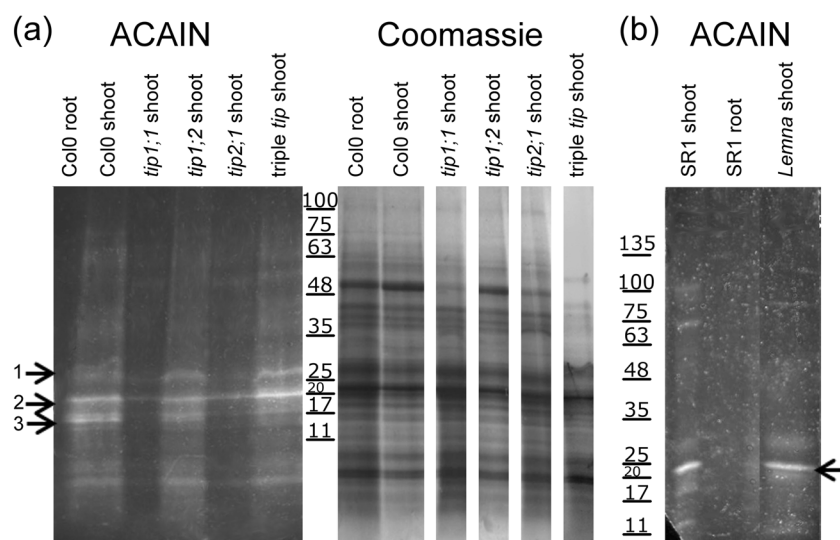 (a) ACAIN Coomassie (b) ACAIN
Col0 root
Col0 shoot
tip1;1 shoot
tip1;2 shoot
tip2;1 shoot
triple tip shoot
Col0 root
Col0 shoot
tip1;1 shoot
tip1;2 shoot
tip2;1 shoot
triple tip shoot
SR1 shoot
SR1 root
Lemna shoot
1
2
3
100
75
63
48
35
25
20
17
11
135
100
75
63
48
35
25
20
17
11